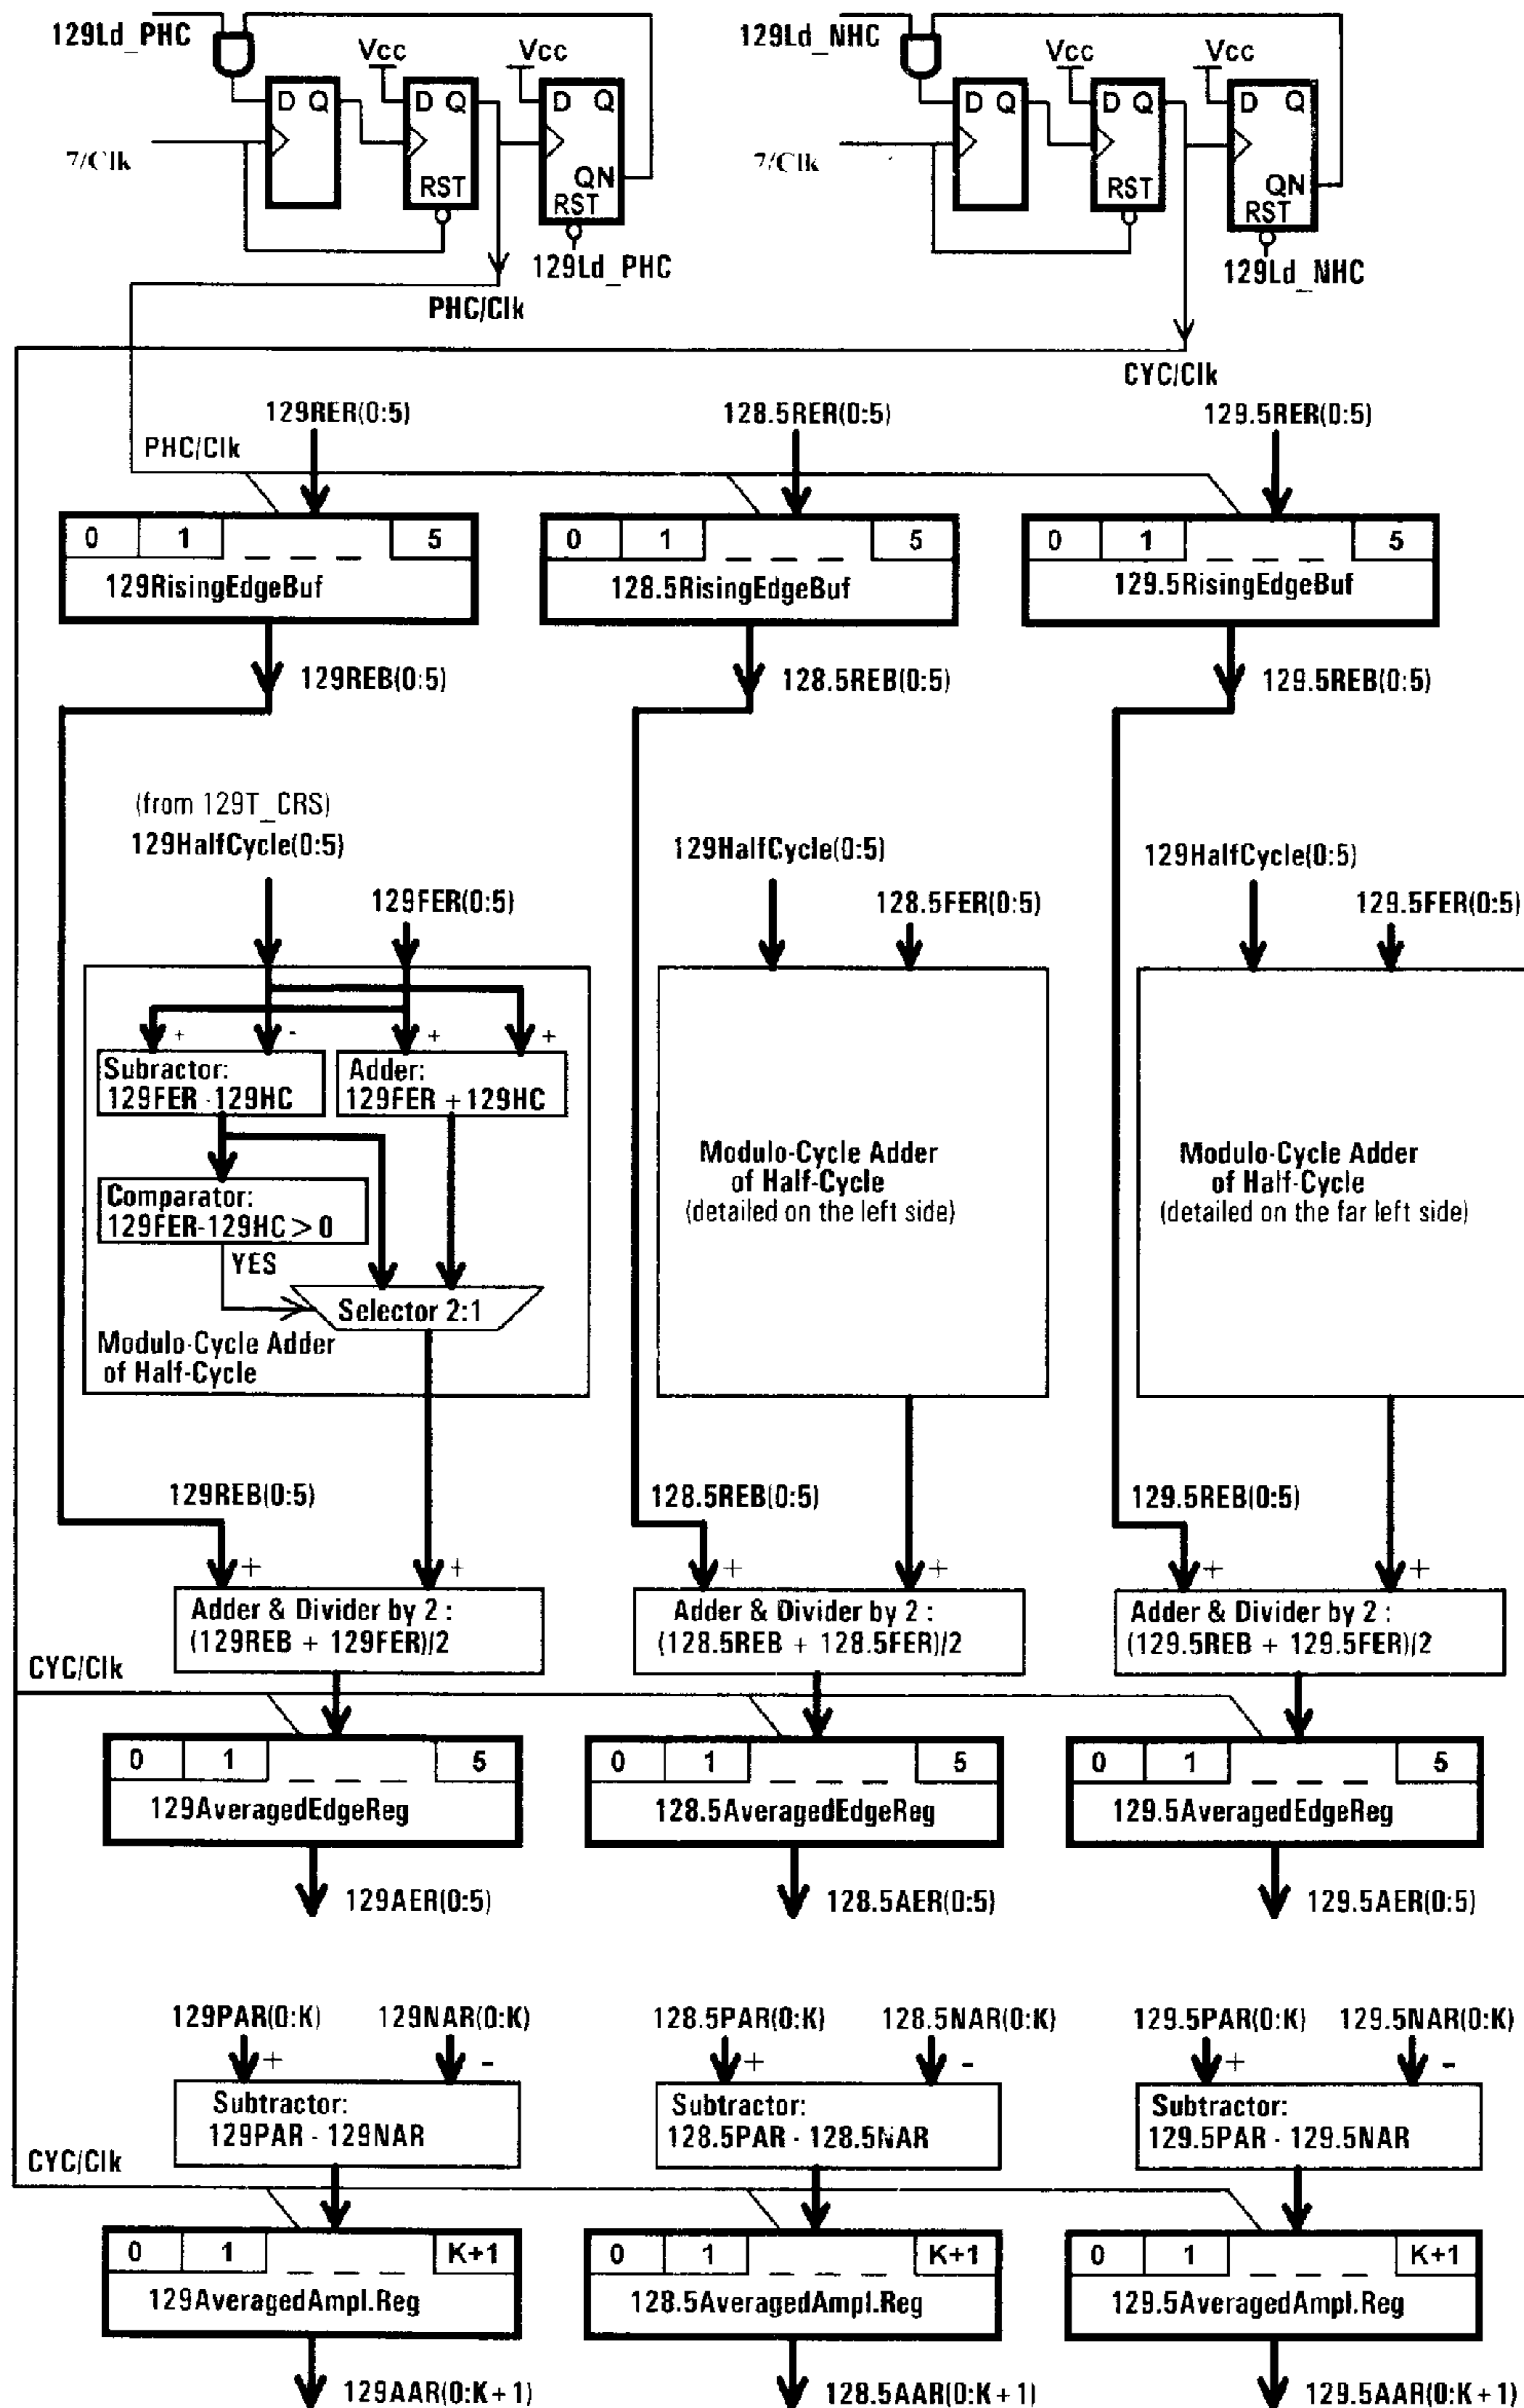 129Ld_PHC
Vcc
Vcc
D Q
D Q
D Q
7/Clk
RST
QN
RST
129Ld_PHC
PHC/Clk
129Ld_NHC
Vcc
Vcc
D Q
D Q
D Q
7/Clk
RST
QN
RST
129Ld_NHC
CYC/Clk
129RER(0:5)
128.5RER(0:5)
129.5RER(0:5)
PHC/Clk
0 1 5
129RisingEdgeBuf
0 1 5
128.5RisingEdgeBuf
0 1 5
129.5RisingEdgeBuf
129REB(0:5)
128.5REB(0:5)
129.5REB(0:5)
(from 129T_CRS)
129HalfCycle(0:5)
129FER(0:5)
129HalfCycle(0:5)
128.5FER(0:5)
129HalfCycle(0:5)
129.5FER(0:5)
+ - + +
Subractor:
129FER -129HC
Adder:
129FER + 129HC
Comparator:
129FER-129HC > 0
YES
Selector 2:1
Modulo-Cycle Adder
of Half-Cycle
Modulo-Cycle Adder
of Half-Cycle
(detailed on the left side)
Modulo-Cycle Adder
of Half-Cycle
(detailed on the far left side)
129REB(0:5)
128.5REB(0:5)
129.5REB(0:5)
+ +
+ +
+ +
Adder & Divider by 2 :
(129REB + 129FER)/2
Adder & Divider by 2 :
(128.5REB + 128.5FER)/2
Adder & Divider by 2 :
(129.5REB + 129.5FER)/2
CYC/Clk
0 1 5
129AveragedEdgeReg
0 1 5
128.5AveragedEdgeReg
0 1 5
129.5AveragedEdgeReg
129AER(0:5)
128.5AER(0:5)
129.5AER(0:5)
129PAR(0:K) 129NAR(0:K)
128.5PAR(0:K) 128.5NAR(0:K)
129.5PAR(0:K) 129.5NAR(0:K)
+ -
+ -
+ -
Subtractor:
129PAR - 129NAR
Subtractor:
128.5PAR - 128.5NAR
Subtractor:
129.5PAR - 129.5NAR
CYC/Clk
0 1 K+1
129AveragedAmpl.Reg
0 1 K+1
128.5AveragedAmpl.Reg
0 1 K+1
129.5AveragedAmpl.Reg
129AAR(0:K+1)
128.5AAR(0:K+1)
129.5AAR(0:K+1)